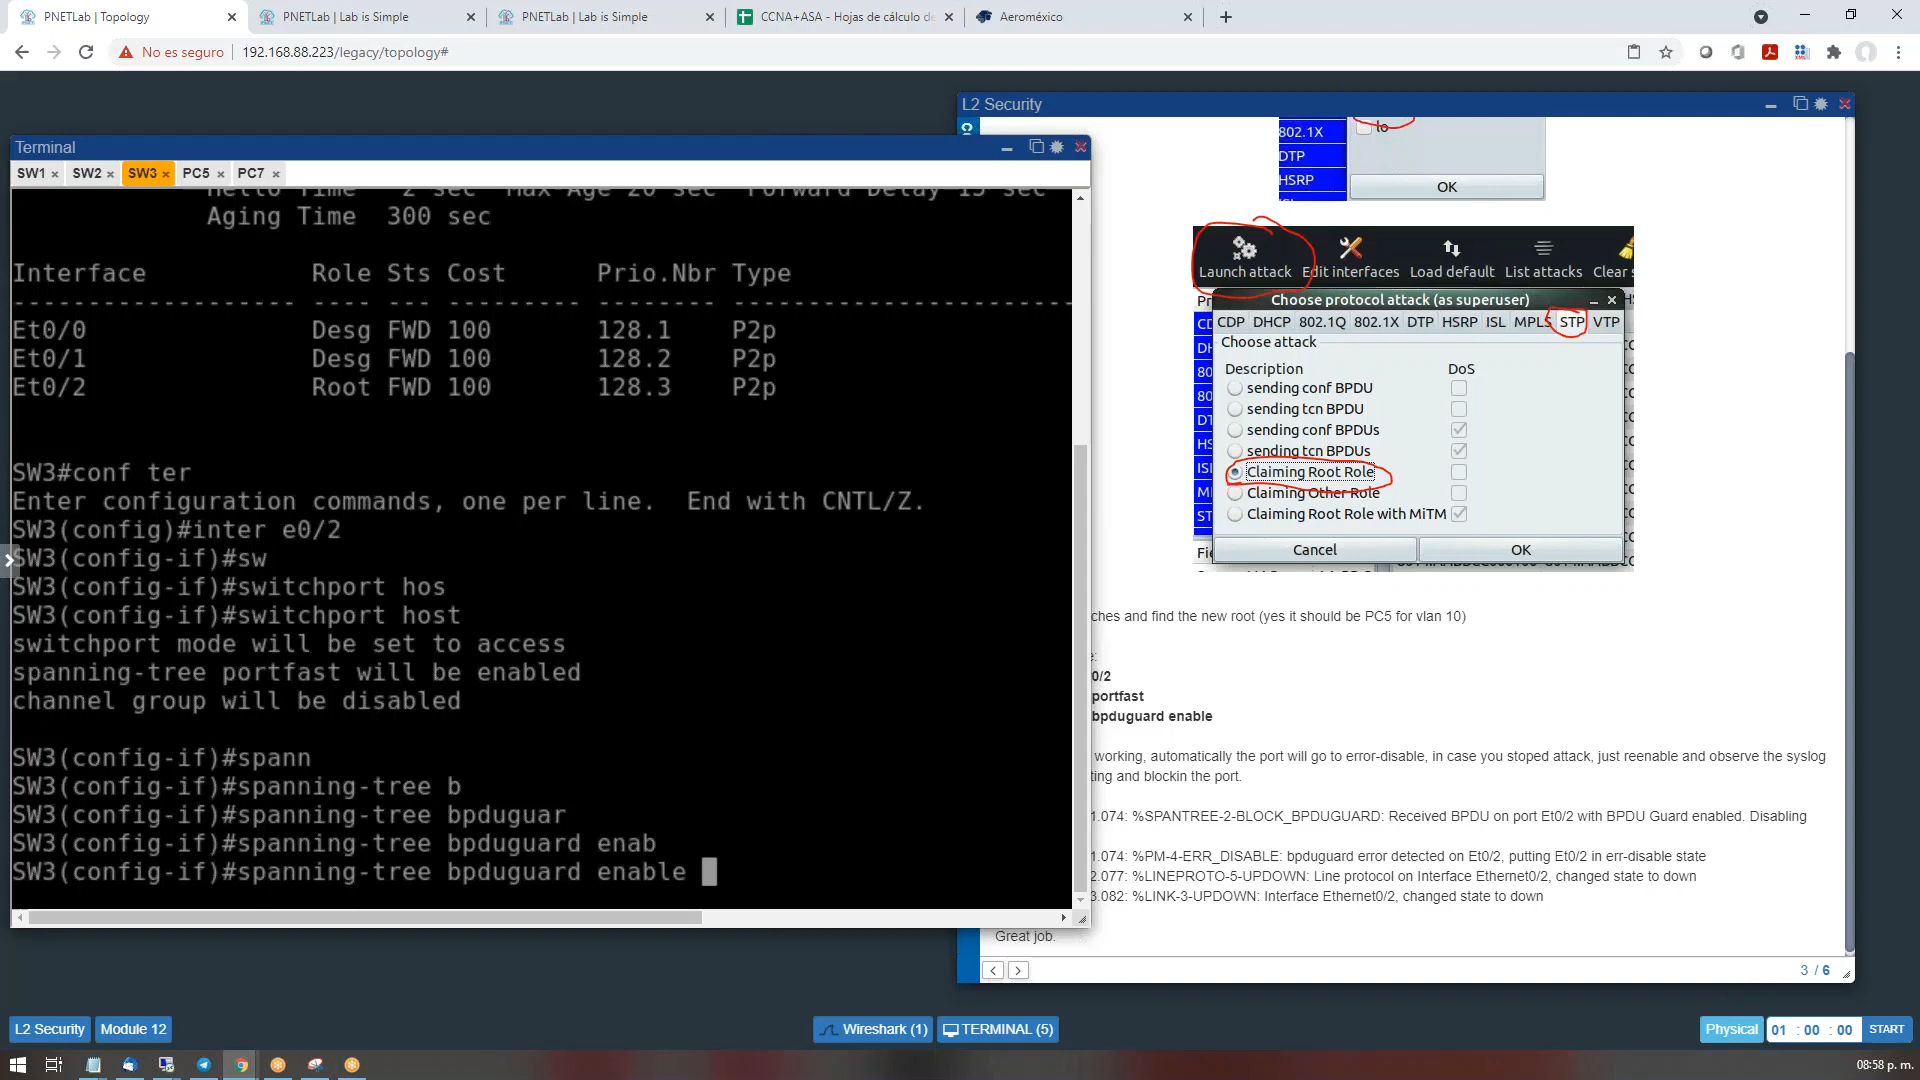 PNETLab | Topology
PNETLab | Lab is Simple
PNETLab | Lab is Simple
CCNA+ASA - Hojas de cálculo de
Aeroméxico
No es seguro
192.168.88.223/legacy/topology#
L2 Security
Terminal
SW1
SW2
SW3
PC5
PC7
Hello Time 2 sec Max Age 20 sec Forward Delay 15 sec
Aging Time 300 sec
Interface Role Sts Cost Prio.Nbr Type
------------------- ---- --- --------- -------- -----------------------
Et0/0 Desg FWD 100 128.1 P2p
Et0/1 Desg FWD 100 128.2 P2p
Et0/2 Root FWD 100 128.3 P2p
SW3#conf ter
Enter configuration commands, one per line. End with CNTL/Z.
SW3(config)#inter e0/2
SW3(config-if)#sw
SW3(config-if)#switchport hos
SW3(config-if)#switchport host
switchport mode will be set to access
spanning-tree portfast will be enabled
channel group will be disabled
SW3(config-if)#spann
SW3(config-if)#spanning-tree b
SW3(config-if)#spanning-tree bpduguar
SW3(config-if)#spanning-tree bpduguard enab
SW3(config-if)#spanning-tree bpduguard enable
802.1X
lo
DTP
HSRP
OK
Launch attack
Edit interfaces
Load default
List attacks
Clear s
Choose protocol attack (as superuser)
CDP DHCP 802.1Q 802.1X DTP HSRP ISL MPLS STP VTP
Choose attack
Description DoS
sending conf BPDU
sending tcn BPDU
sending conf BPDUs
sending tcn BPDUs
Claiming Root Role
Claiming Other Role
Claiming Root Role with MiTM
Cancel
OK
ches and find the new root (yes it should be PC5 for vlan 10)
e:
0/2
portfast
bpduguard enable
working, automatically the port will go to error-disable, in case you stoped attack, just reenable and observe the syslog
ting and blockin the port.
1.074: %SPANTREE-2-BLOCK_BPDUGUARD: Received BPDU on port Et0/2 with BPDU Guard enabled. Disabling
1.074: %PM-4-ERR_DISABLE: bpduguard error detected on Et0/2, putting Et0/2 in err-disable state
2.077: %LINEPROTO-5-UPDOWN: Line protocol on Interface Ethernet0/2, changed state to down
3.082: %LINK-3-UPDOWN: Interface Ethernet0/2, changed state to down
Great job.
3 / 6
L2 Security
Module 12
Wireshark (1)
TERMINAL (5)
Physical
01 : 00 : 00
START
08:58 p. m.